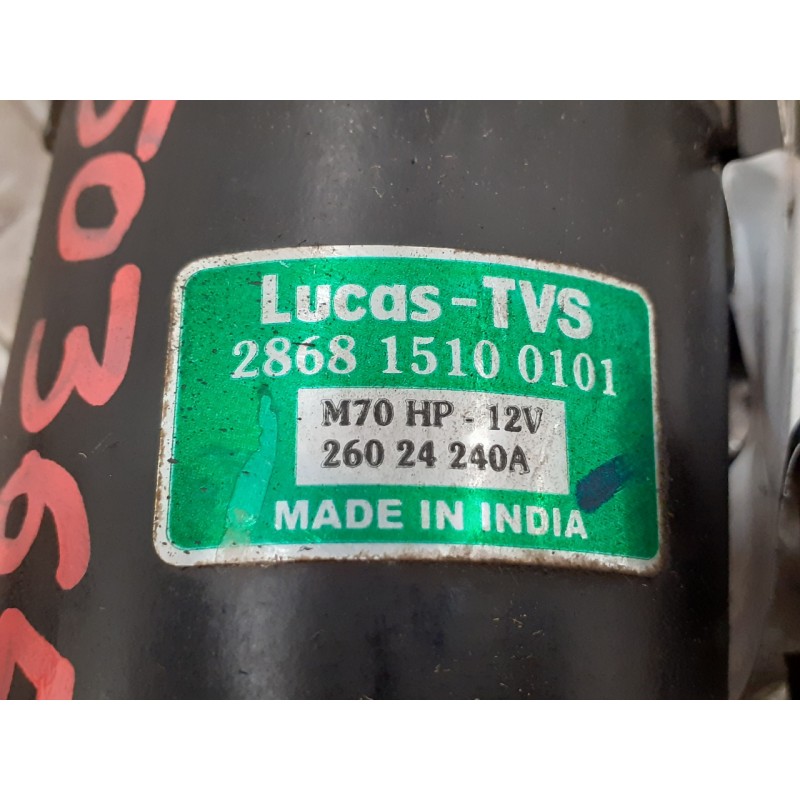 Lucas-TVS
2868 1510 0101
M70 HP - 12V
260 24 240A
MADE IN INDIA